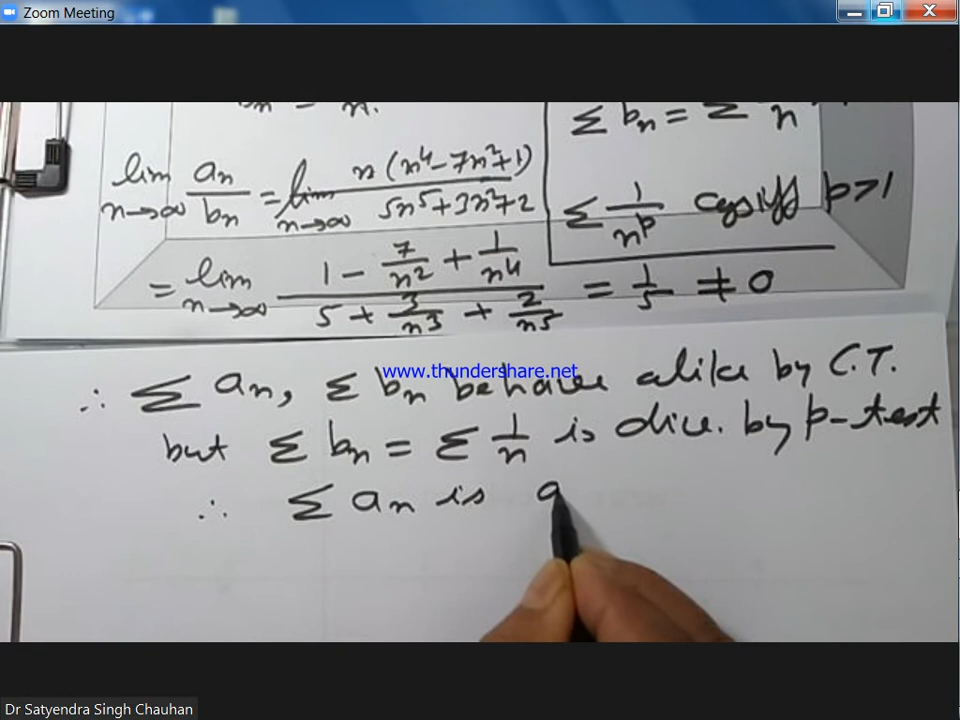 Zoom Meeting
Σ bn = Σ 1/n
lim n→∞ an/bn = lim n→∞ n(n⁴-7n²+1)/5n⁵+3n²+2
Σ 1/n^p cgs iff p>1
= lim n→∞ 1 - 7/n² + 1/n⁴ / 5 + 3/n³ + 2/n⁵ = 1/5 ≠ 0
www.thundershare.net
∴ Σ an, Σ bn behave alike by C.T.
but Σ bn = Σ 1/n is dive. by p-test
∴ Σ an is
Dr Satyendra Singh Chauhan